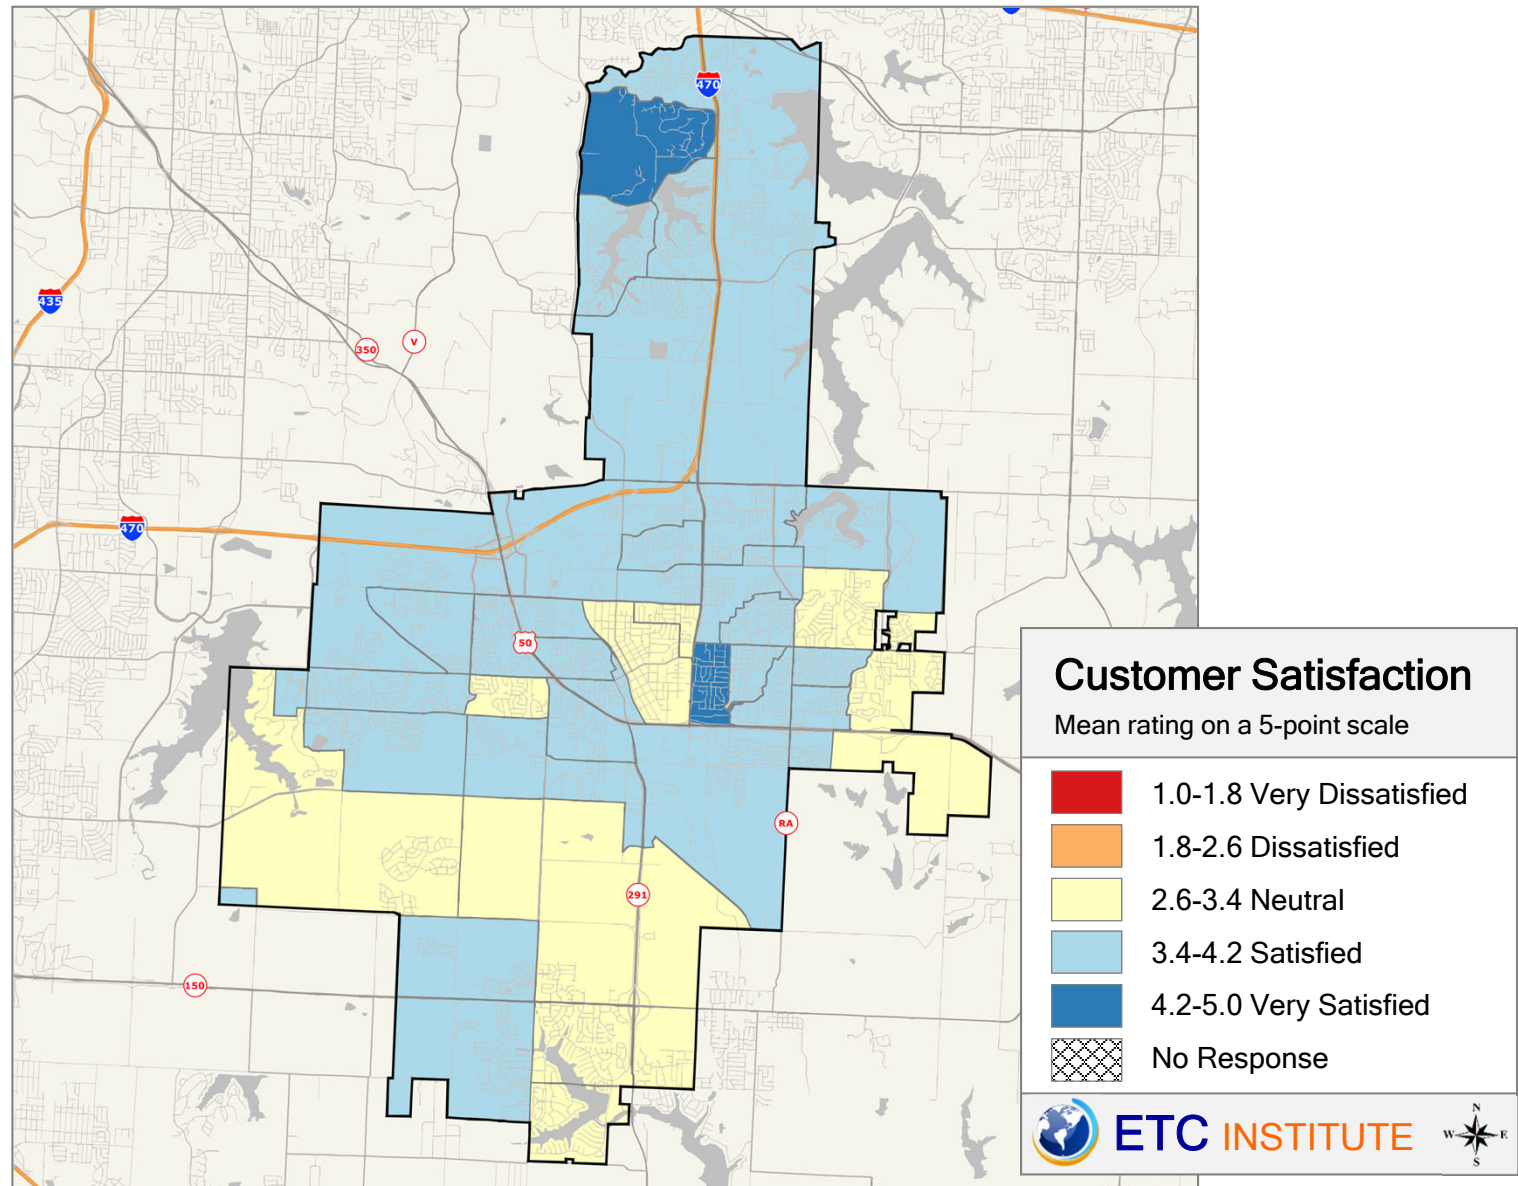 470
435
350
V
470
50
RA
291
150
Customer Satisfaction
Mean rating on a 5-point scale
1.0-1.8 Very Dissatisfied
1.8-2.6 Dissatisfied
2.6-3.4 Neutral
3.4-4.2 Satisfied
4.2-5.0 Very Satisfied
No Response
ETC INSTITUTE
N
W E
S